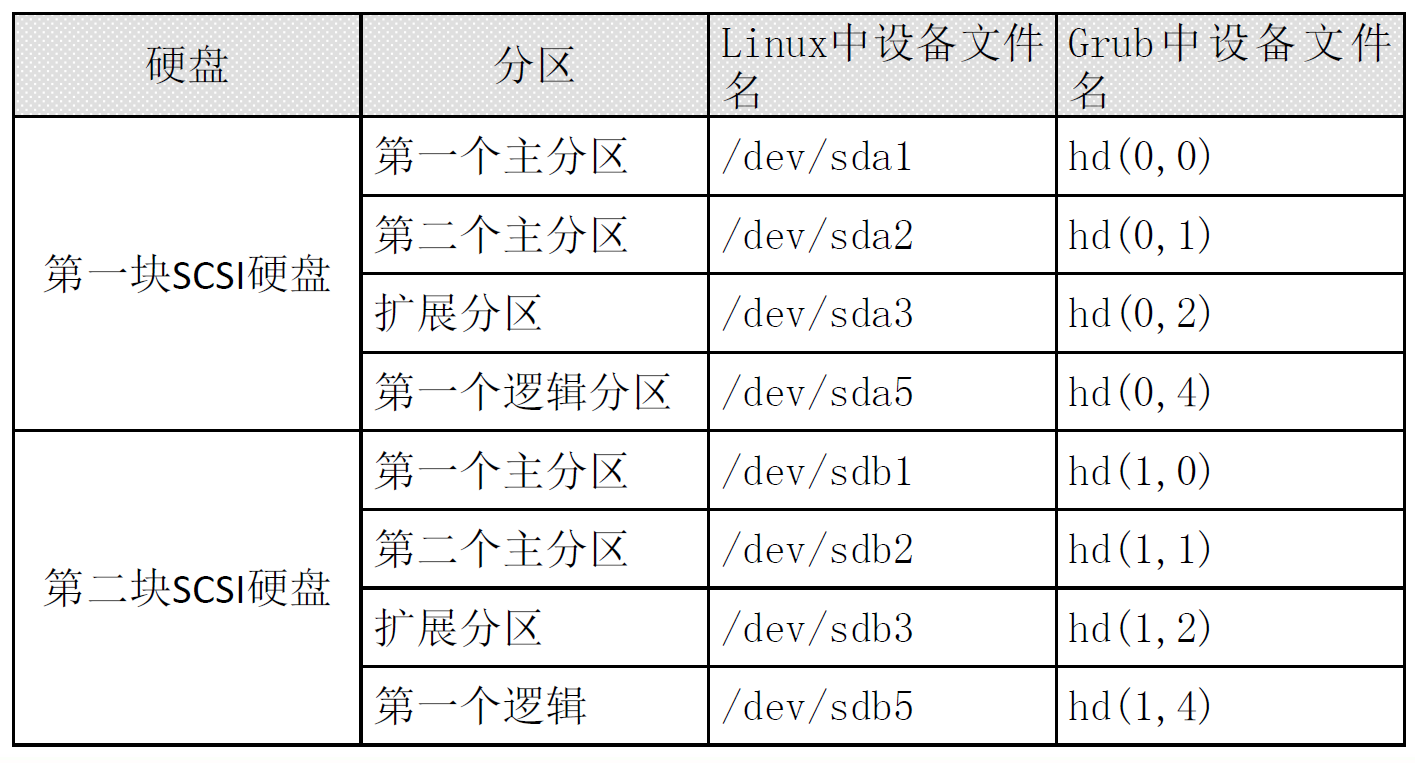 硬盘
分区
Linux中设备文件
名
Grub中设备文件
名
第一块SCSI硬盘
第一个主分区
/dev/sda1
hd(0,0)
第二个主分区
/dev/sda2
hd(0,1)
扩展分区
/dev/sda3
hd(0,2)
第一个逻辑分区
/dev/sda5
hd(0,4)
第二块SCSI硬盘
第一个主分区
/dev/sdb1
hd(1,0)
第二个主分区
/dev/sdb2
hd(1,1)
扩展分区
/dev/sdb3
hd(1,2)
第一个逻辑
/dev/sdb5
hd(1,4)